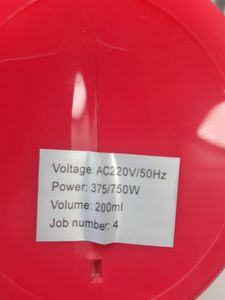 Voltage: AC220V/50Hz
Power: 375/750W
Volume: 200ml
Job number: 4